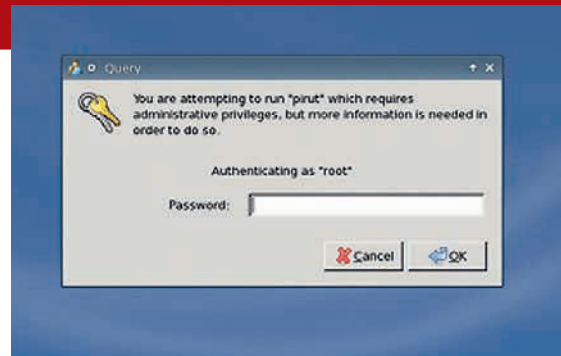 Query
You are attempting to run "pirut" which requires
administrative privileges, but more information is needed in
order to do so.
Authenticating as "root"
Password:
Cancel
OK